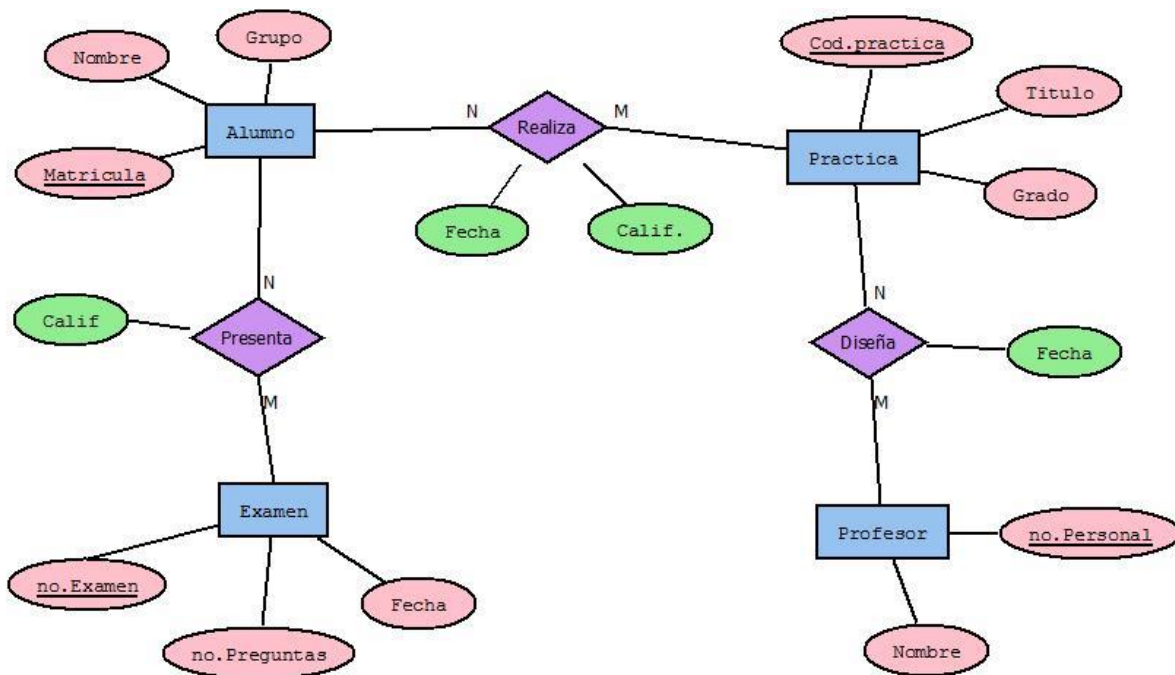 Grupo
Nombre
Alumno
Matricula
N
Realiza
M
Fecha
Calif.
Cod.practica
Titulo
Practica
Grado
N
Calif
Presenta
M
N
Diseña
Fecha
M
Examen
no.Examen
Fecha
no.Preguntas
Profesor
no.Personal
Nombre